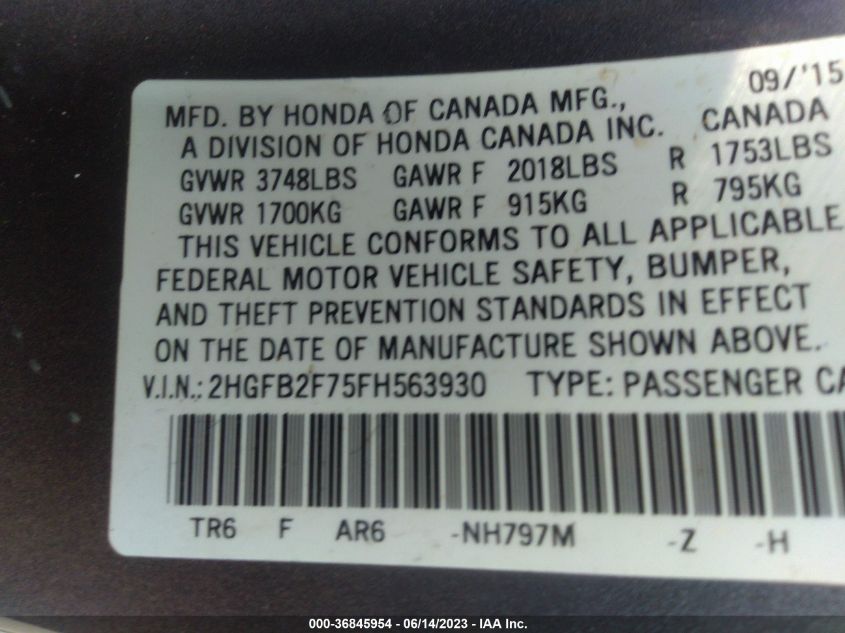 09/'15
MFD. BY HONDA OF CANADA MFG.,
A DIVISION OF HONDA CANADA INC. CANADA
GVWR 3748LBS GAWR F 2018LBS R 1753LBS
GVWR 1700KG GAWR F 915KG R 795KG
THIS VEHICLE CONFORMS TO ALL APPLICABLE
FEDERAL MOTOR VEHICLE SAFETY, BUMPER,
AND THEFT PREVENTION STANDARDS IN EFFECT
ON THE DATE OF MANUFACTURE SHOWN ABOVE.
V.I.N.: 2HGFB2F75FH563930 TYPE: PASSENGER CA
TR6 F AR6 -NH797M -Z -H
000-36845954 - 06/14/2023 - IAA Inc.